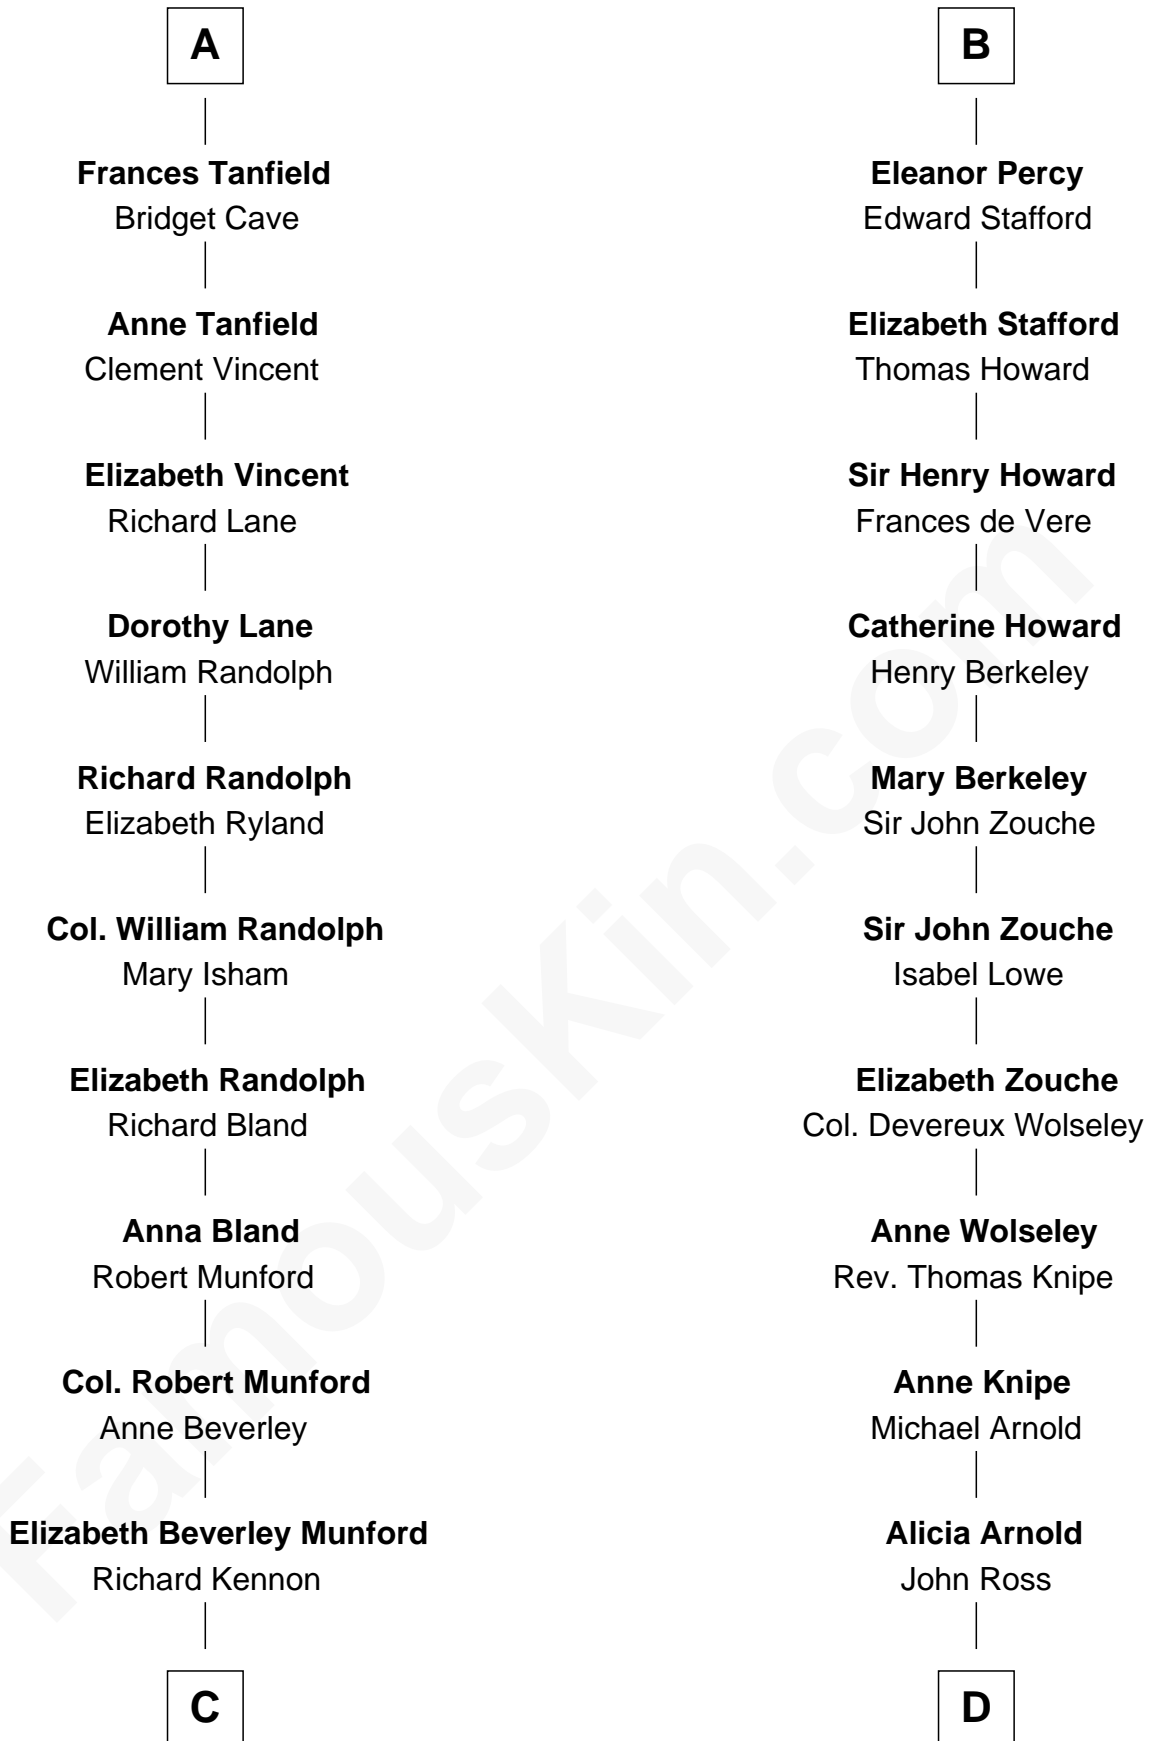 A
Frances Tanfield
Bridget Cave
Anne Tanfield
Clement Vincent
Elizabeth Vincent
Richard Lane
Dorothy Lane
William Randolph
Richard Randolph
Elizabeth Ryland
Col. William Randolph
Mary Isham
Elizabeth Randolph
Richard Bland
Anna Bland
Robert Munford
Col. Robert Munford
Anne Beverley
Elizabeth Beverley Munford
Richard Kennon
C
B
Eleanor Percy
Edward Stafford
Elizabeth Stafford
Thomas Howard
Sir Henry Howard
Frances de Vere
Catherine Howard
Henry Berkeley
Mary Berkeley
Sir John Zouche
Sir John Zouche
Isabel Lowe
Elizabeth Zouche
Col. Devereux Wolseley
Anne Wolseley
Rev. Thomas Knipe
Anne Knipe
Michael Arnold
Alicia Arnold
John Ross
D
FamousKin.com